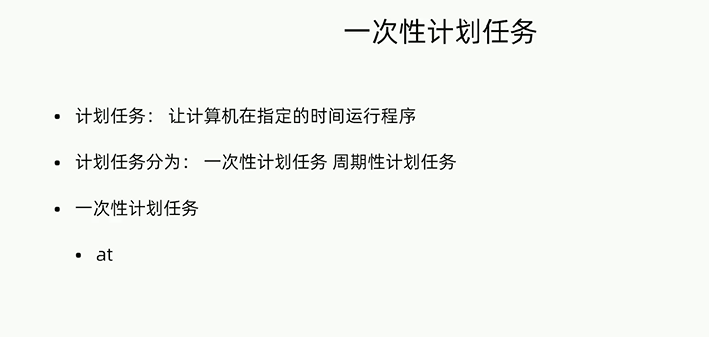 一次性计划任务
• 计划任务： 让计算机在指定的时间运行程序
• 计划任务分为： 一次性计划任务 周期性计划任务
• 一次性计划任务
• at